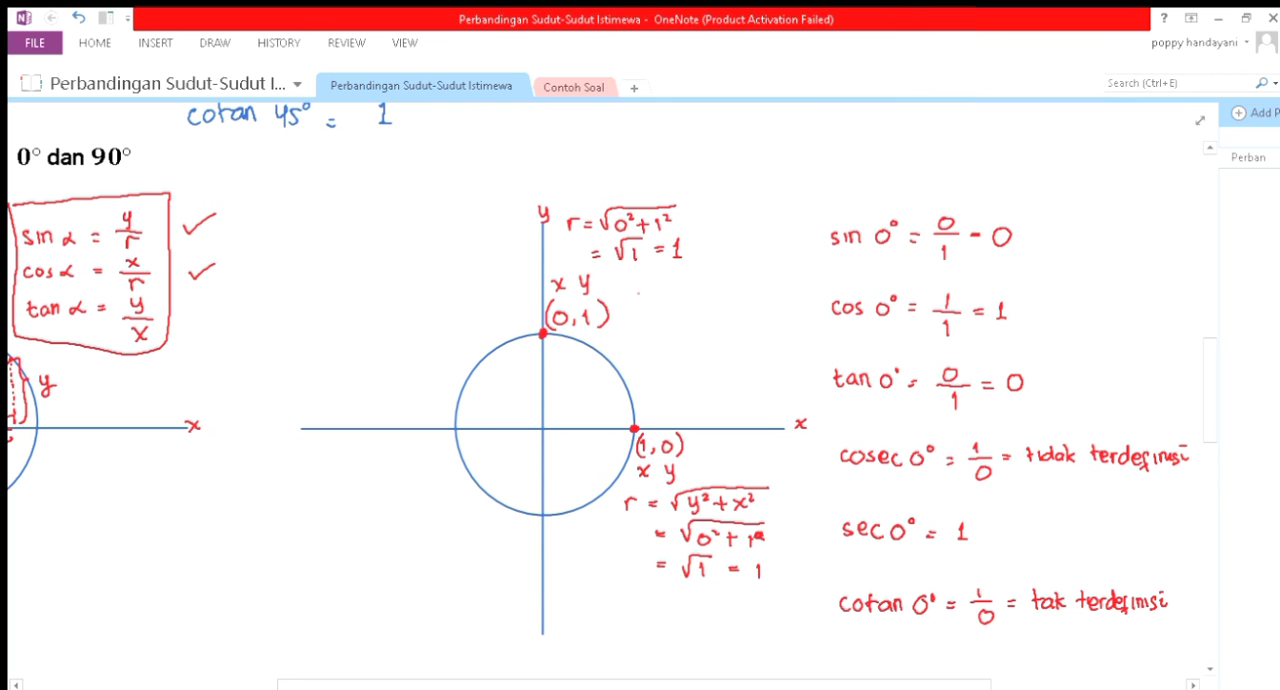 Perbandingan Sudut-Sudut Istimewa - OneNote (Product Activation Failed)
FILE HOME INSERT DRAW HISTORY REVIEW VIEW
poppy handayani
Perbandingan Sudut-Sudut I...
Perbandingan Sudut-Sudut Istimewa
Contoh Soal
Search (Ctrl+E)
Add P
Perban
cotan 45° = 1
0° dan 90°
sin α = y/r
cos α = x/r
tan α = y/x
y
x
y
r = √0²+1²
= √1 = 1
x y
(0,1)
x
(1,0)
x y
r = √y²+x²
= √0²+1²
= √1 = 1
sin 0° = 0/1 = 0
cos 0° = 1/1 = 1
tan 0° = 0/1 = 0
cosec 0° = 1/0 = tidak terdefinisi
sec 0° = 1
cotan 0° = 1/0 = tak terdefinisi